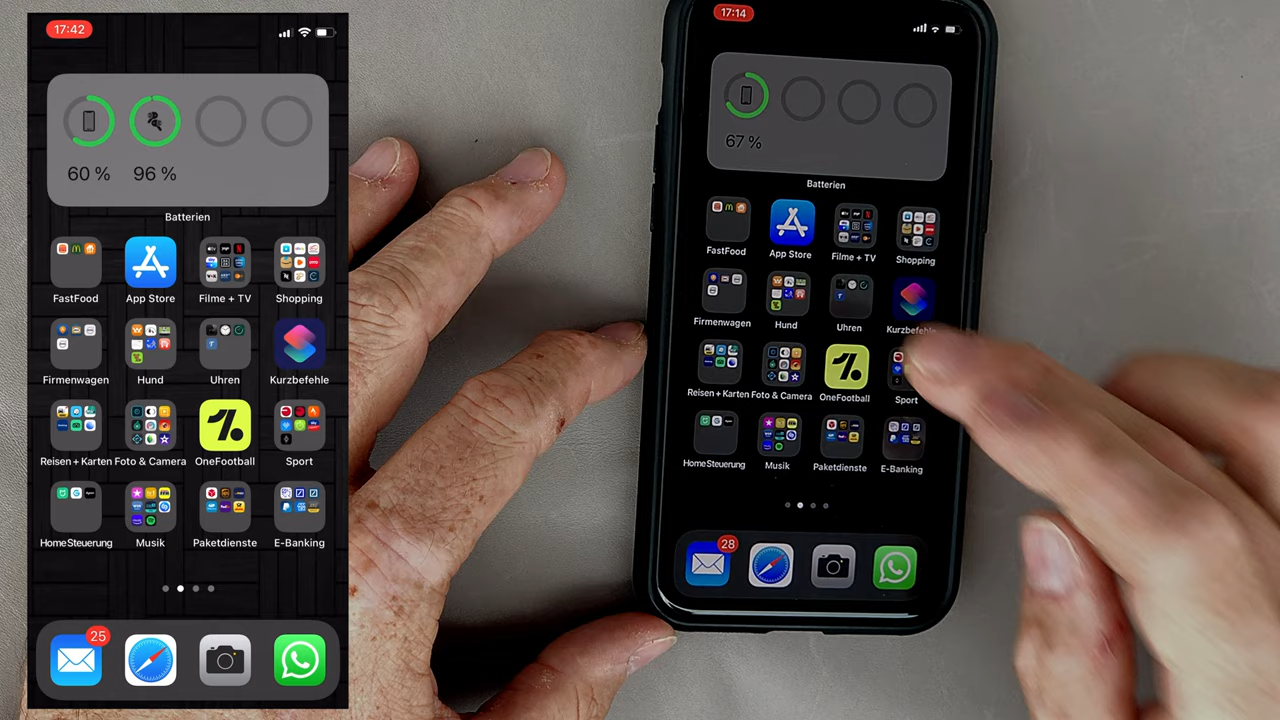 17:42
60 % 96 %
Batterien
FastFood App Store Filme + TV Shopping
Firmenwagen Hund Uhren Kurzbefehle
Reisen + Karten Foto & Camera OneFootball Sport
HomeSteuerung Musik Paketdienste E-Banking
25
17:14
67 %
Batterien
FastFood App Store Filme + TV Shopping
Firmenwagen Hund Uhren Kurzbefehle
Reisen + Karten Foto & Camera OneFootball Sport
HomeSteuerung Musik Paketdienste E-Banking
28